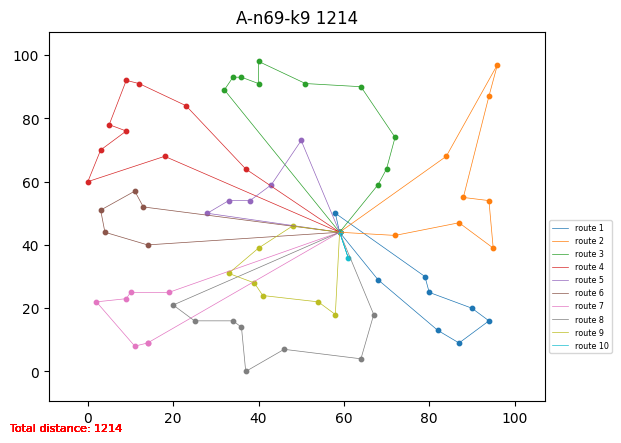 A-n69-k9 1214
100
80
60
40
20
0
0 20 40 60 80 100
route 1
route 2
route 3
route 4
route 5
route 6
route 7
route 8
route 9
route 10
Total distance: 1214